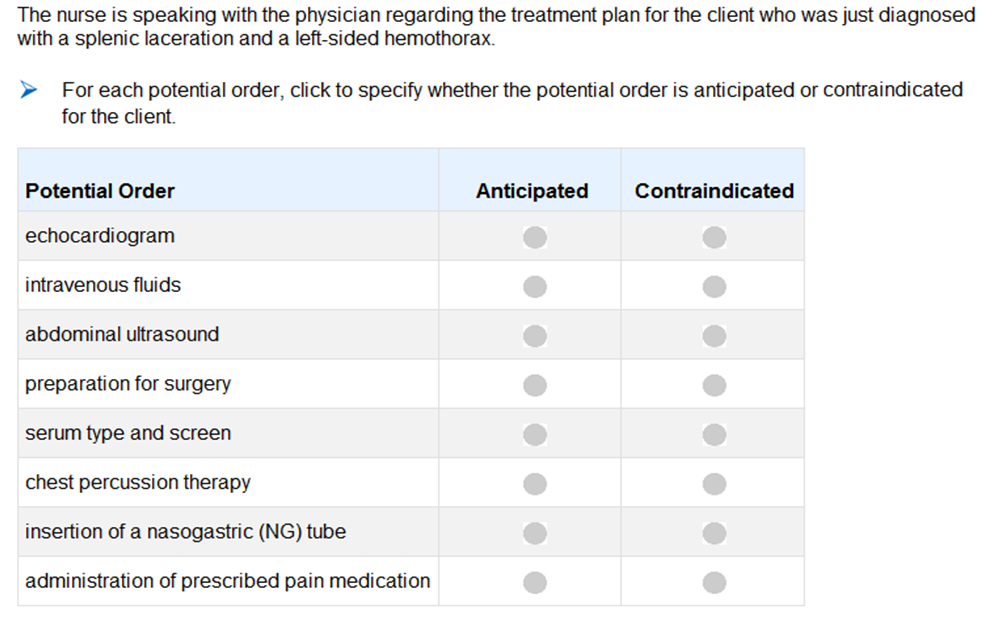 The nurse is speaking with the physician regarding the treatment plan for the client who was just diagnosed
with a splenic laceration and a left-sided hemothorax.
For each potential order, click to specify whether the potential order is anticipated or contraindicated
for the client.
Potential Order Anticipated Contraindicated
echocardiogram
intravenous fluids
abdominal ultrasound
preparation for surgery
serum type and screen
chest percussion therapy
insertion of a nasogastric (NG) tube
administration of prescribed pain medication